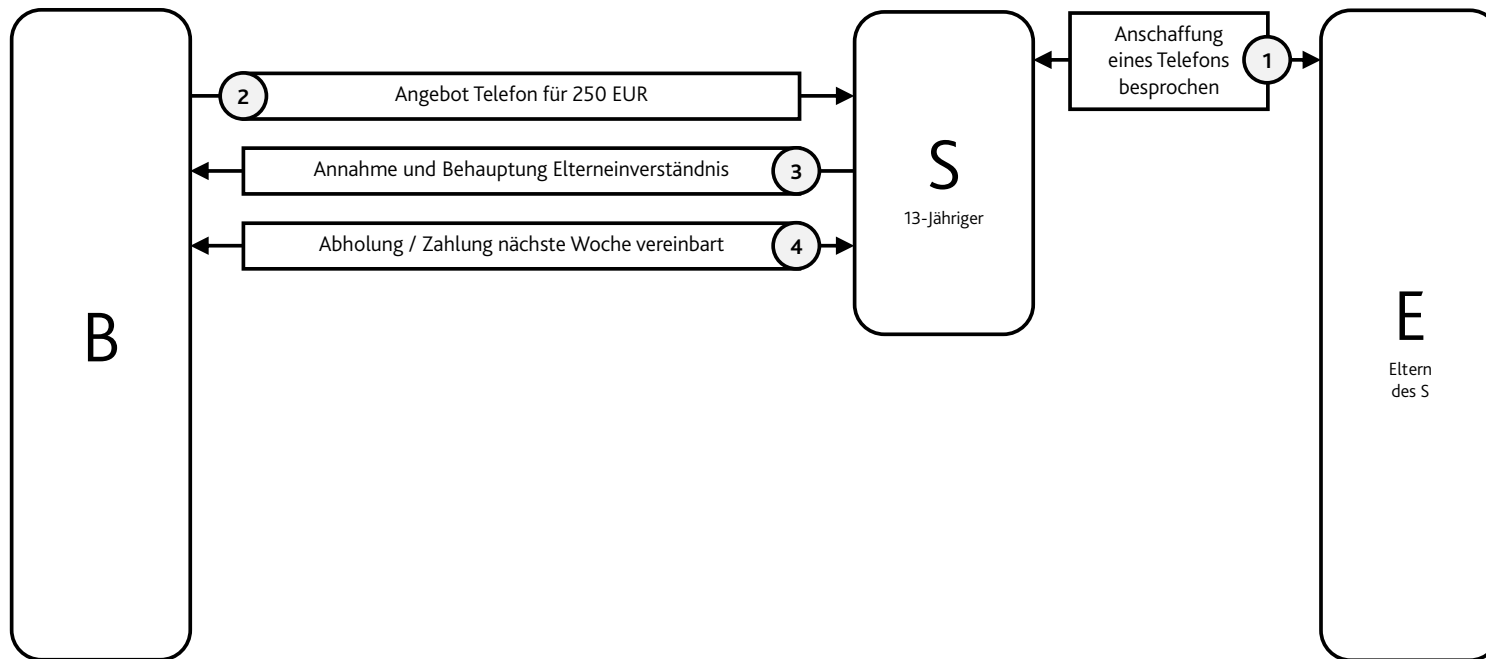 Anschaffung
eines Telefons
besprochen
1
2
Angebot Telefon für 250 EUR
Annahme und Behauptung Elterneinverständnis
3
Abholung / Zahlung nächste Woche vereinbart
4
B
S
13-Jähriger
E
Eltern
des S